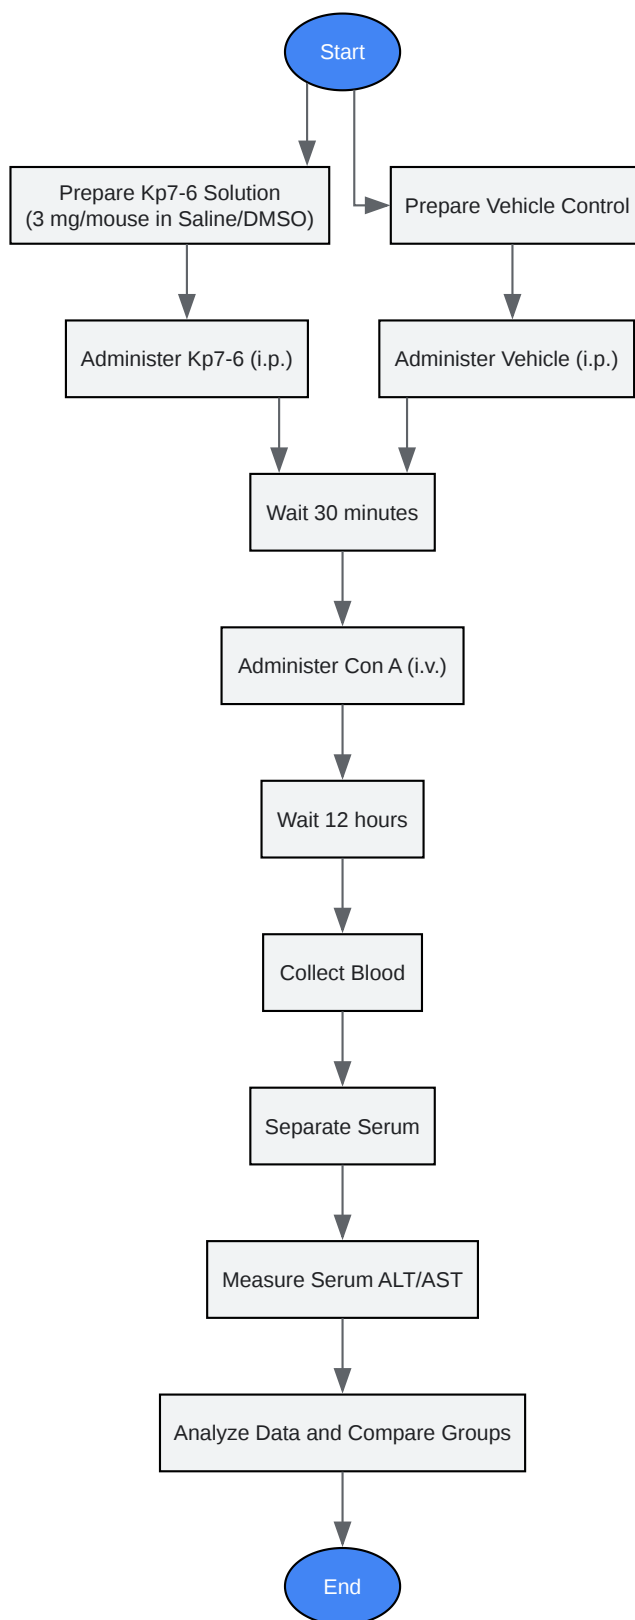 Start
Prepare Kp7-6 Solution
(3 mg/mouse in Saline/DMSO)
Prepare Vehicle Control
Administer Kp7-6 (i.p.)
Administer Vehicle (i.p.)
Wait 30 minutes
Administer Con A (i.v.)
Wait 12 hours
Collect Blood
Separate Serum
Measure Serum ALT/AST
Analyze Data and Compare Groups
End